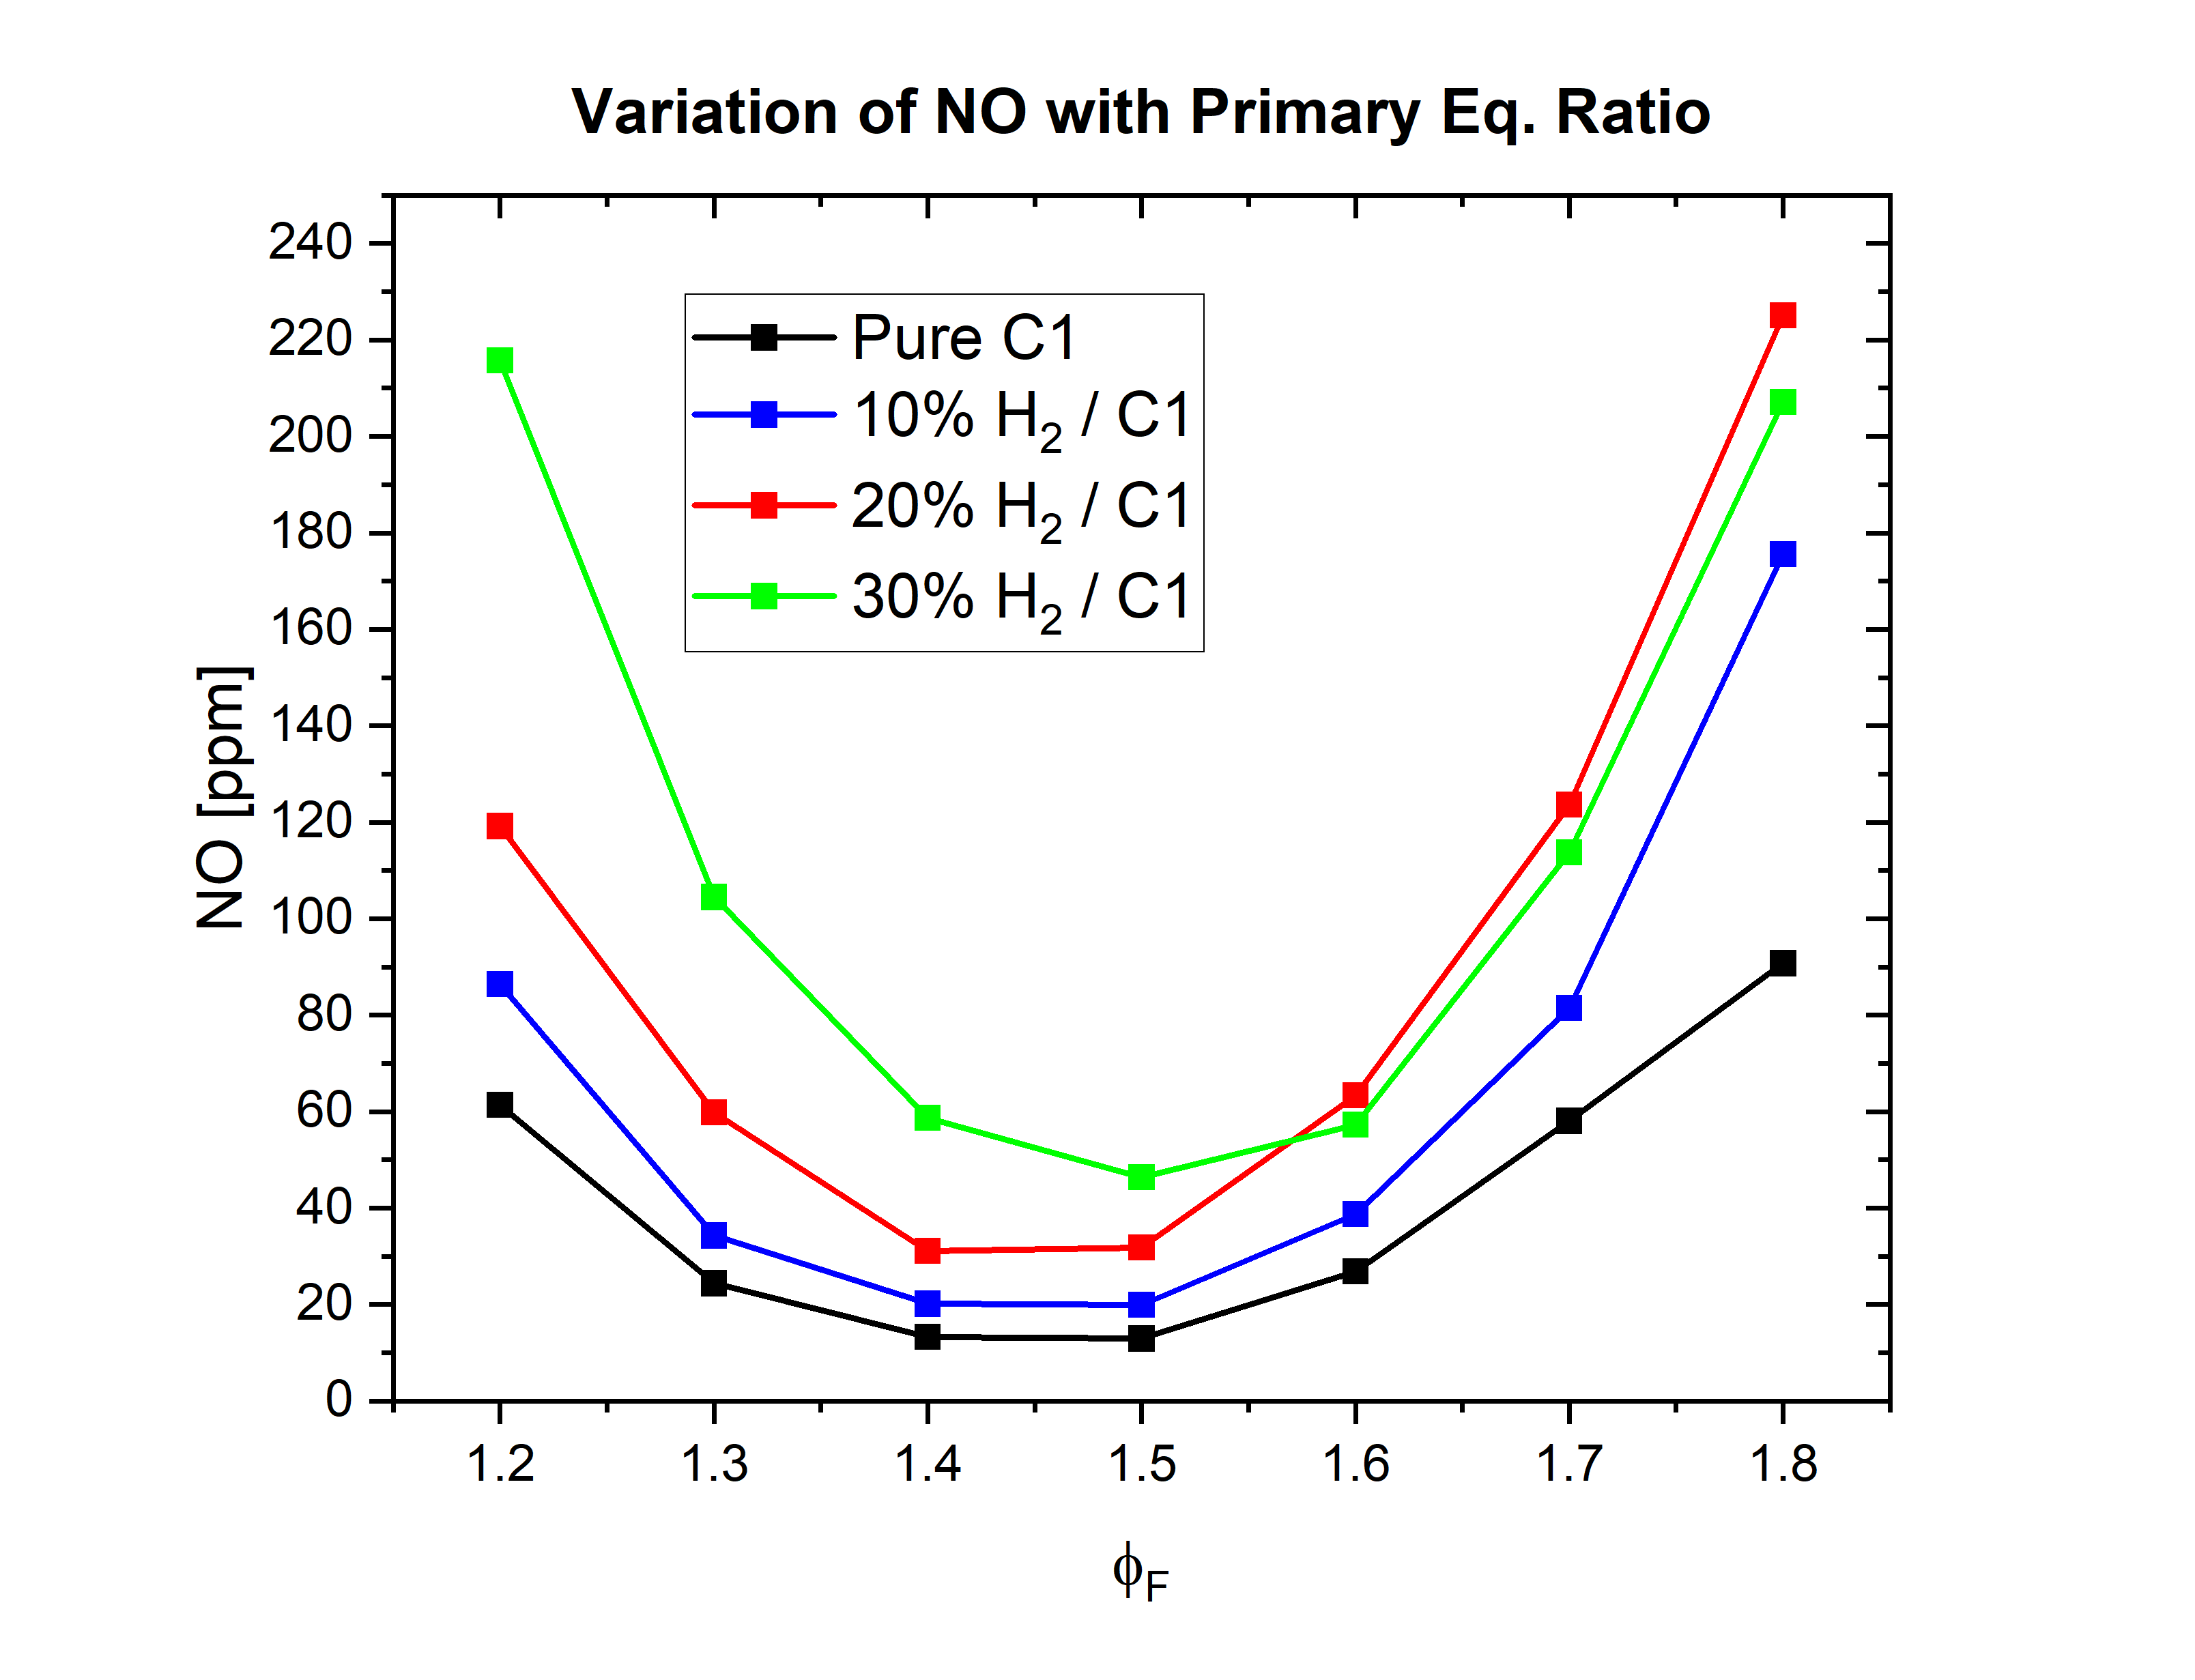 Variation of NO with Primary Eq. Ratio
240
220
200
180
160
140
120
100
80
60
40
20
0
NO [ppm]
Pure C1
10% H₂ / C1
20% H₂ / C1
30% H₂ / C1
1.2 1.3 1.4 1.5 1.6 1.7 1.8
ϕF